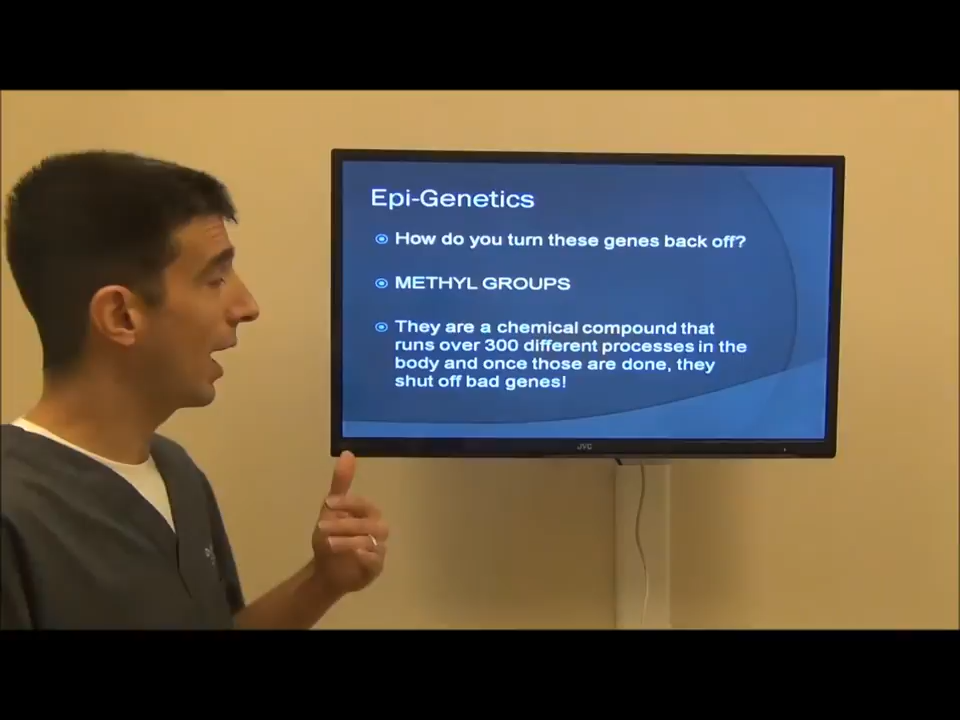 Epi-Genetics
How do you turn these genes back off?
METHYL GROUPS
They are a chemical compound that
runs over 300 different processes in the
body and once those are done, they
shut off bad genes!
JVC